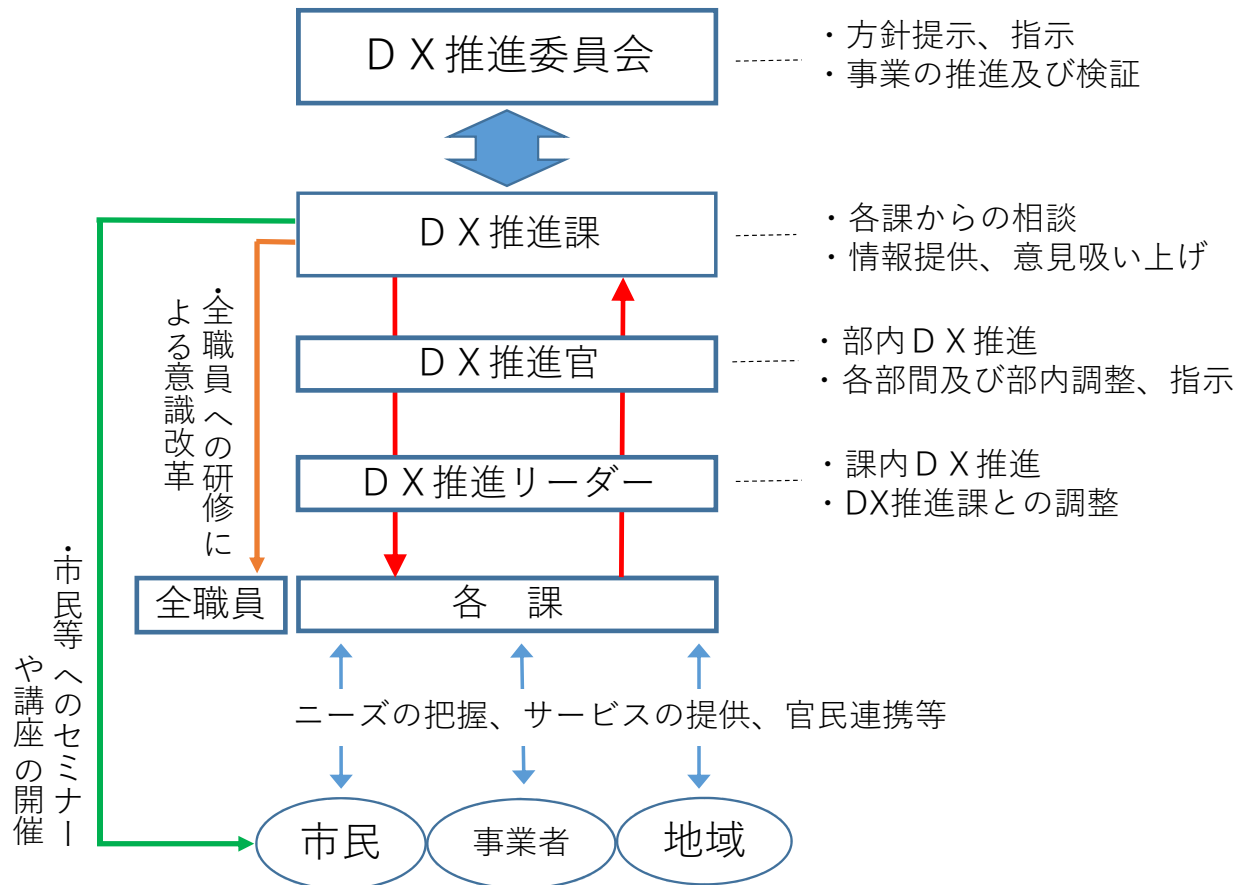 ＤＸ推進委員会
・方針提示、指示
・事業の推進及び検証
ＤＸ推進課
・各課からの相談
・情報提供、意見吸い上げ
ＤＸ推進官
・部内ＤＸ推進
・各部間及び部内調整、指示
ＤＸ推進リーダー
・課内ＤＸ推進
・DX推進課との調整
・全職員への研修に
よる意識改革
全職員
各　課
・市民等へのセミナー
や講座の開催
ニーズの把握、サービスの提供、官民連携等
市民
事業者
地域